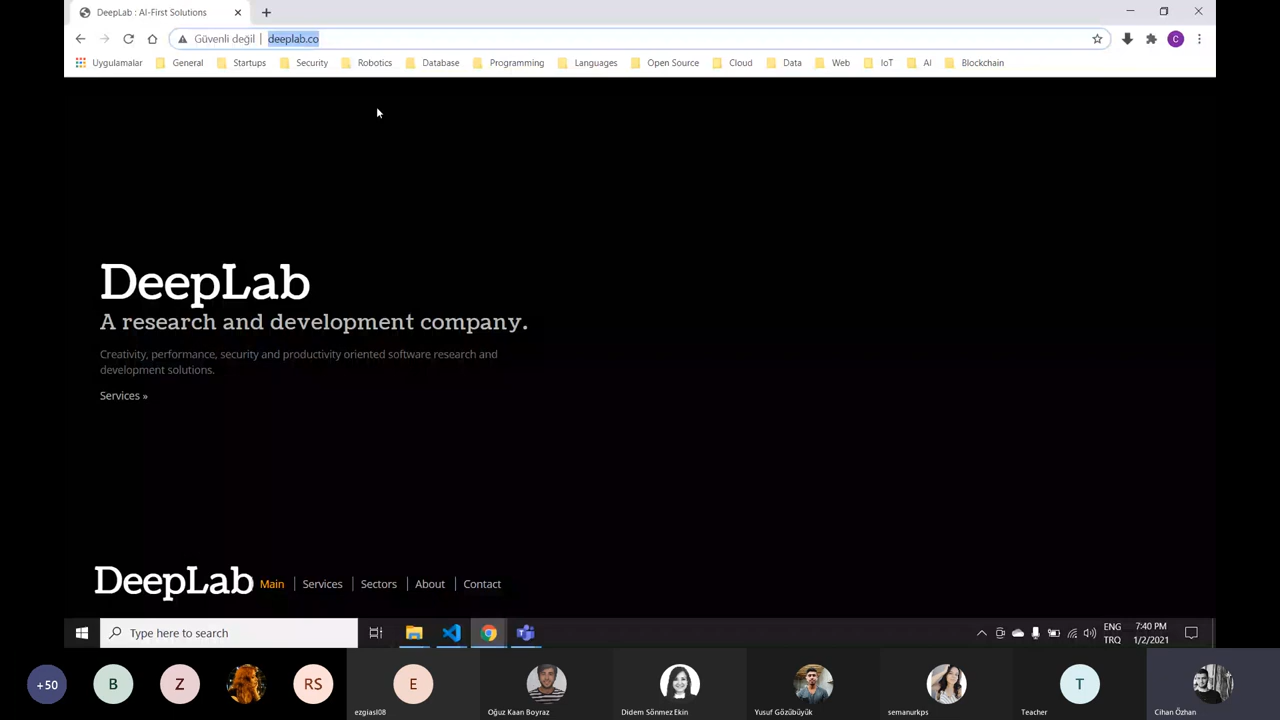 DeepLab : AI-First Solutions
Güvenli değil | deeplab.co
C
Uygulamalar General Startups Security Robotics Database Programming Languages Open Source Cloud Data Web IoT AI Blockchain
DeepLab
A research and development company.
Creativity, performance, security and productivity oriented software research and
development solutions.
Services »
DeepLab Main Services Sectors About Contact
Type here to search
ENG
TRQ
7:40 PM
1/2/2021
+50 B Z RS E T
ezgiasl08 Oğuz Kaan Boyraz Didem Sönmez Ekin Yusuf Gözübüyük semanurkps Teacher Cihan Özhan